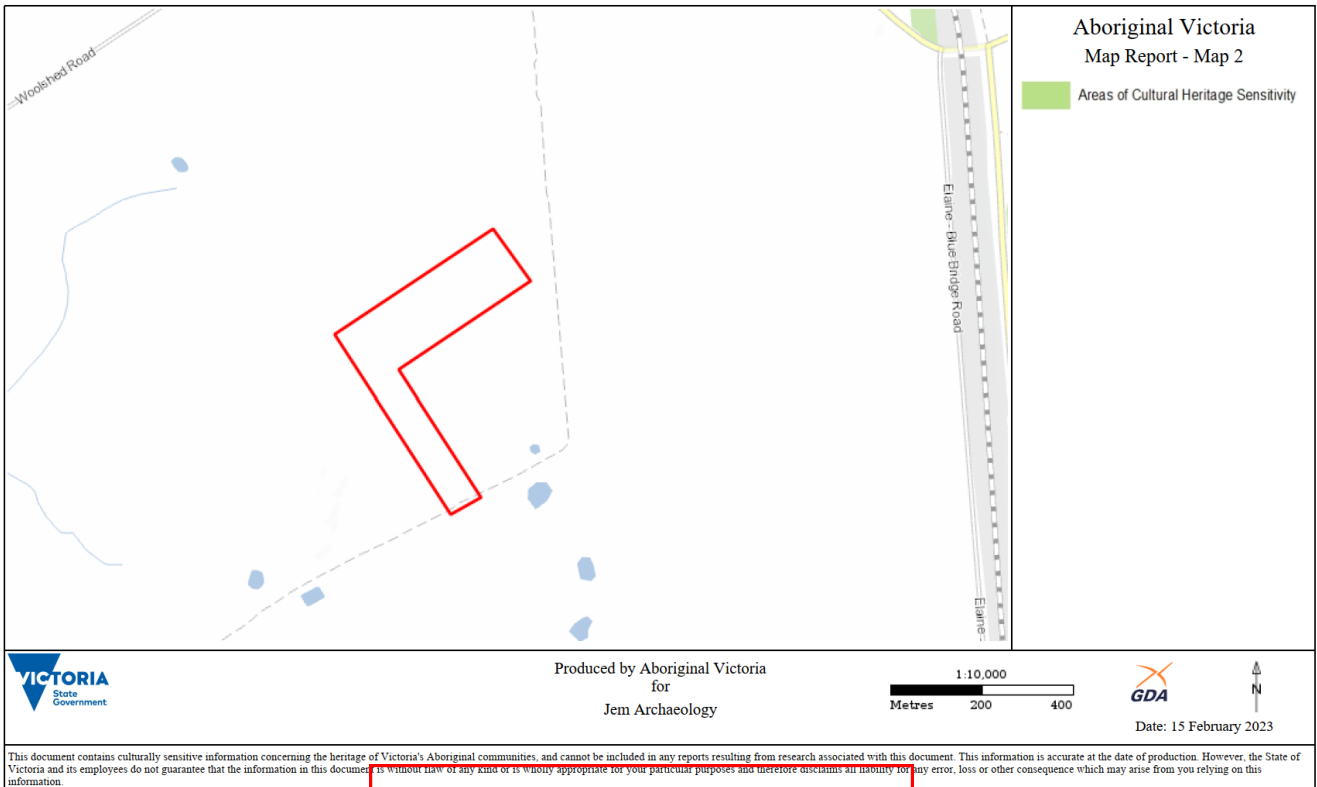 Aboriginal Victoria
Map Report - Map 2
Areas of Cultural Heritage Sensitivity
Woolshed Road
Elaine - Blue Bridge Road
Elaine -
VICTORIA
State
Government
Produced by Aboriginal Victoria
for
Jem Archaeology
1:10,000
Metres 200 400
GDA
N
Date: 15 February 2023
This document contains culturally sensitive information concerning the heritage of Victoria's Aboriginal communities, and cannot be included in any reports resulting from research associated with this document. This information is accurate at the date of production. However, the State of
Victoria and its employees do not guarantee that the information in this document is without flaw of any kind or is wholly appropriate for your particular purposes and therefore disclaims all liability for any error, loss or other consequence which may arise from you relying on this
information.